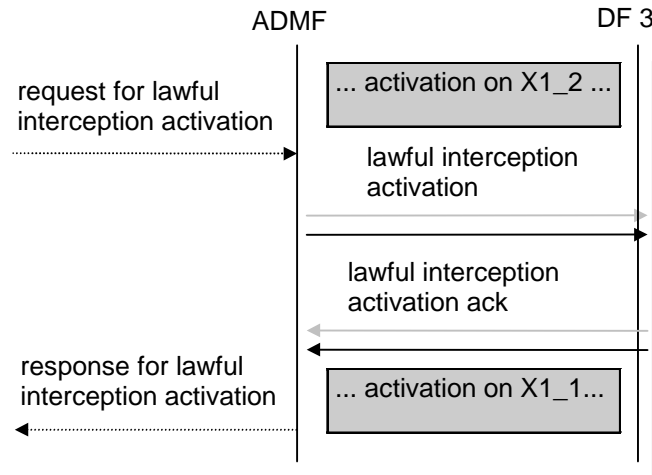 ADMF
DF 3
... activation on X1_2 ...
request for lawful
interception activation
lawful interception
activation
lawful interception
activation ack
response for lawful
interception activation
... activation on X1_1...